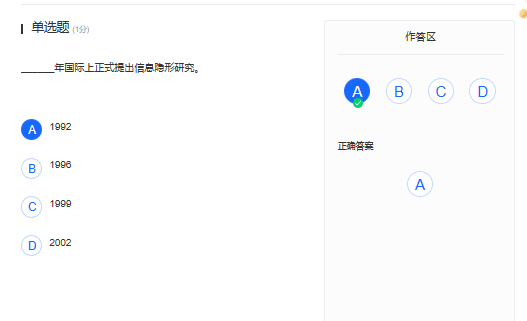 单选题 (1分)
______年国际上正式提出信息隐形研究。
A 1992
B 1996
C 1999
D 2002
作答区
A B C D
正确答案
A